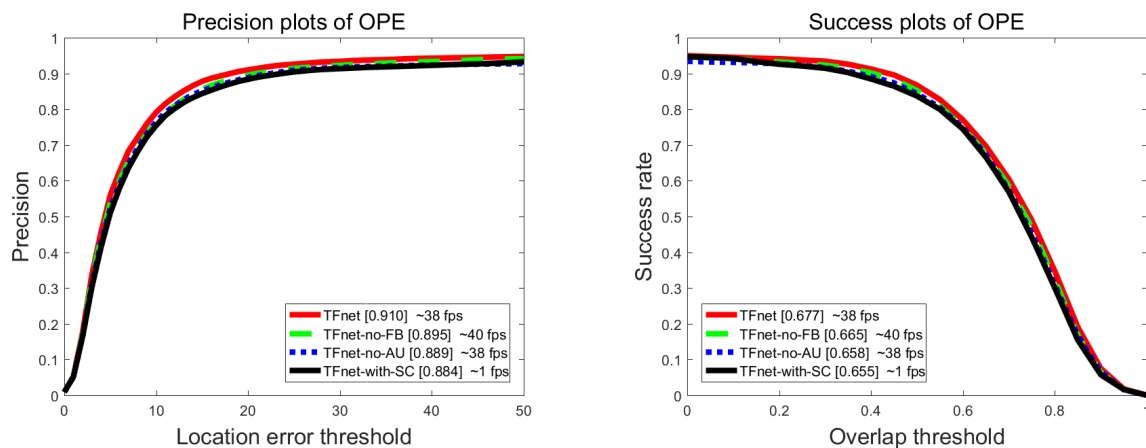 Precision plots of OPE
1
0.9
0.8
0.7
0.6
0.5
0.4
0.3
0.2
0.1
0
Precision
TFnet [0.910] ~38 fps
TFnet-no-FB [0.895] ~40 fps
TFnet-no-AU [0.889] ~38 fps
TFnet-with-SC [0.884] ~1 fps
0 10 20 30 40 50
Location error threshold
Success plots of OPE
1
0.9
0.8
0.7
0.6
0.5
0.4
0.3
0.2
0.1
0
Success rate
TFnet [0.677] ~38 fps
TFnet-no-FB [0.665] ~40 fps
TFnet-no-AU [0.658] ~38 fps
TFnet-with-SC [0.655] ~1 fps
0 0.2 0.4 0.6 0.8
Overlap threshold